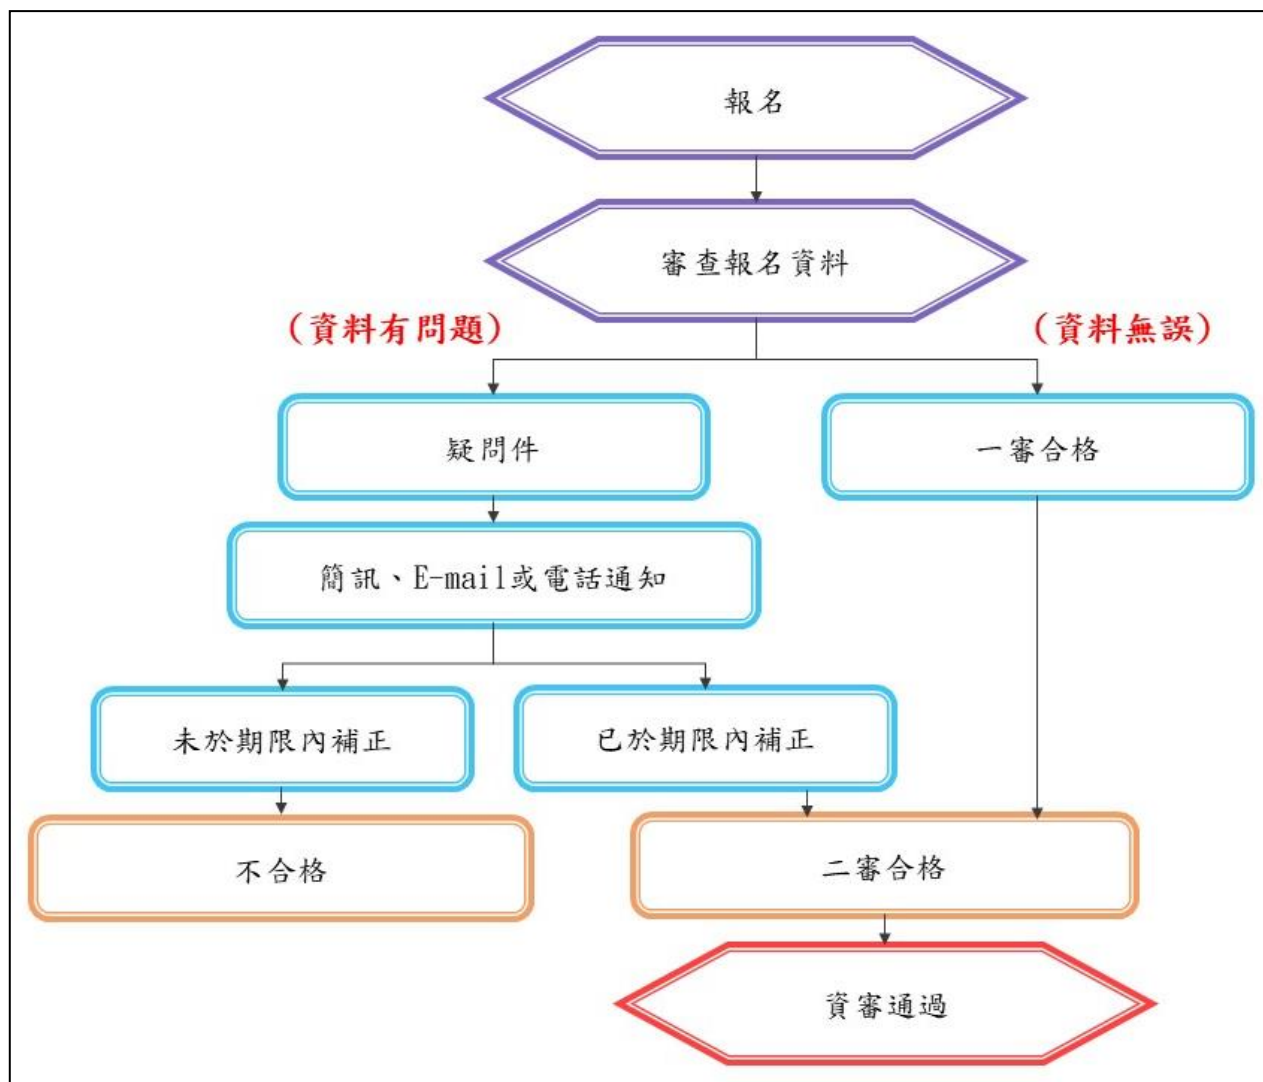 報名
審查報名資料
(資料有問題)
(資料無誤)
疑問件
一審合格
簡訊、E-mail或電話通知
未於期限內補正
已於期限內補正
不合格
二審合格
資審通過